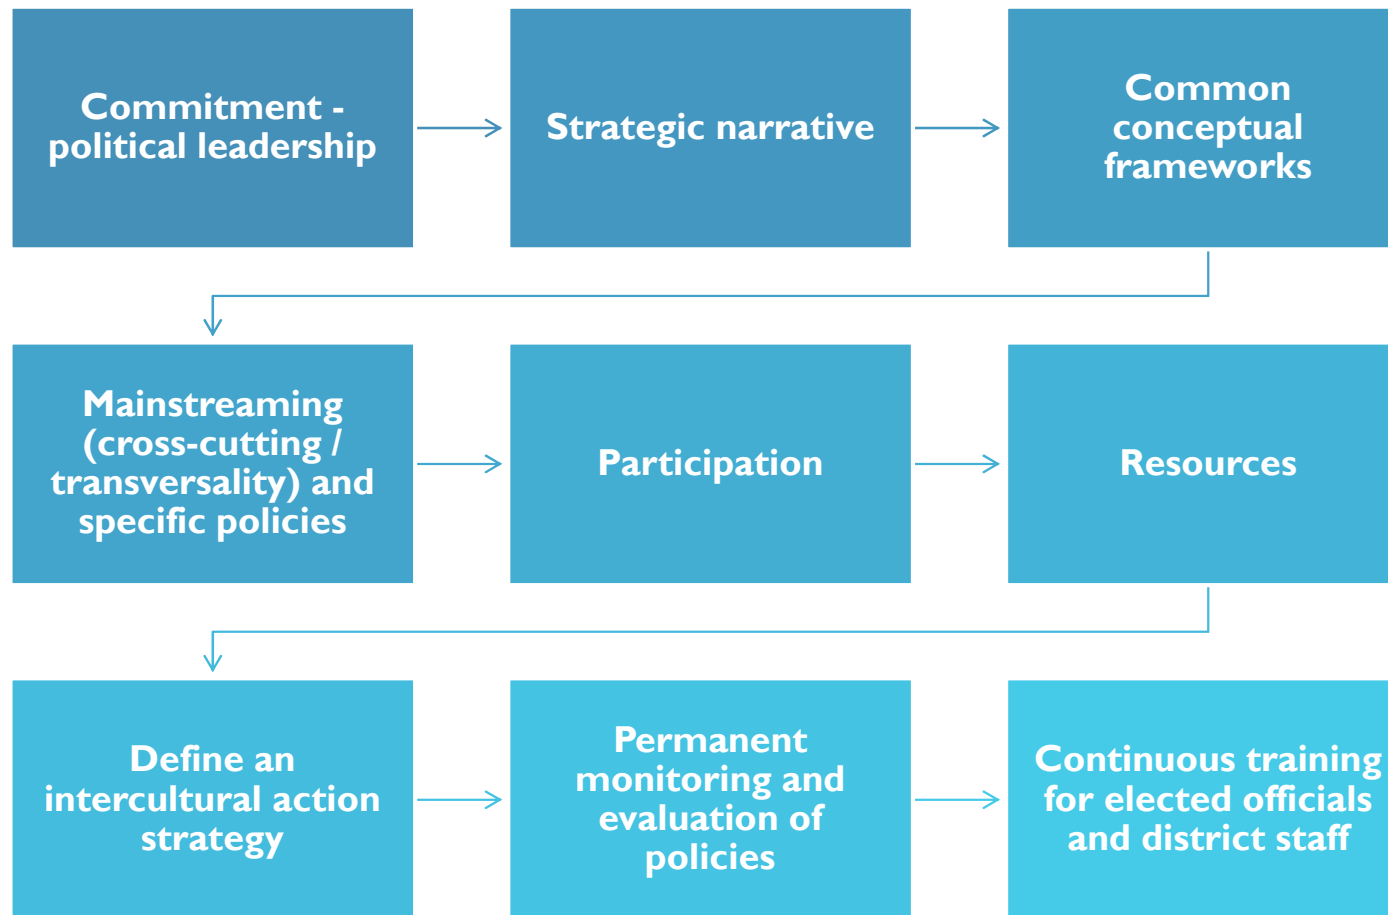 Commitment -
political leadership
Strategic narrative
Common
conceptual
frameworks
Mainstreaming
(cross-cutting /
transversality) and
specific policies
Participation
Resources
Define an
intercultural action
strategy
Permanent
monitoring and
evaluation of
policies
Continuous training
for elected officials
and district staff